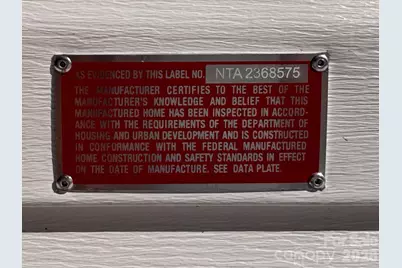 AS EVIDENCED BY THIS LABEL NO. NTA 2368575
THE MANUFACTURER CERTIFIES TO THE BEST OF THE
MANUFACTURER'S KNOWLEDGE AND BELIEF THAT THIS
MANUFACTURED HOME HAS BEEN INSPECTED IN ACCORD-
ANCE WITH THE REQUIREMENTS OF THE DEPARTMENT OF
HOUSING AND URBAN DEVELOPMENT AND IS CONSTRUCTED
IN CONFORMANCE WITH THE FEDERAL MANUFACTURED
HOME CONSTRUCTION AND SAFETY STANDARDS IN EFFECT
ON THE DATE OF MANUFACTURE. SEE DATA PLATE.
canopy